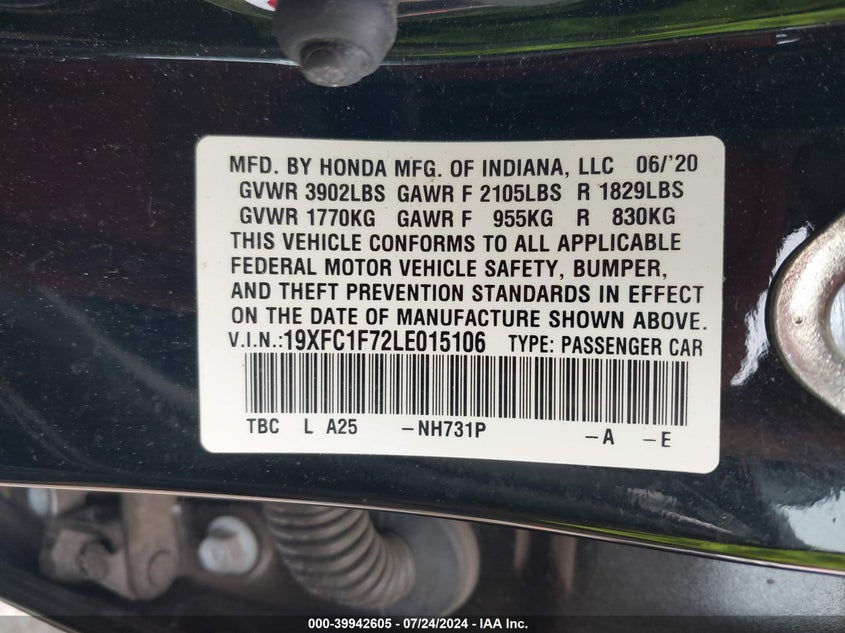 MFD. BY HONDA MFG. OF INDIANA, LLC 06/'20
GVWR 3902LBS GAWR F 2105LBS R 1829LBS
GVWR 1770KG GAWR F 955KG R 830KG
THIS VEHICLE CONFORMS TO ALL APPLICABLE
FEDERAL MOTOR VEHICLE SAFETY, BUMPER,
AND THEFT PREVENTION STANDARDS IN EFFECT
ON THE DATE OF MANUFACTURE SHOWN ABOVE.
V.I.N.:19XFC1F72LE015106 TYPE: PASSENGER CAR
TBC L A25 -NH731P -A -E
000-39942605 - 07/24/2024 - IAA Inc.